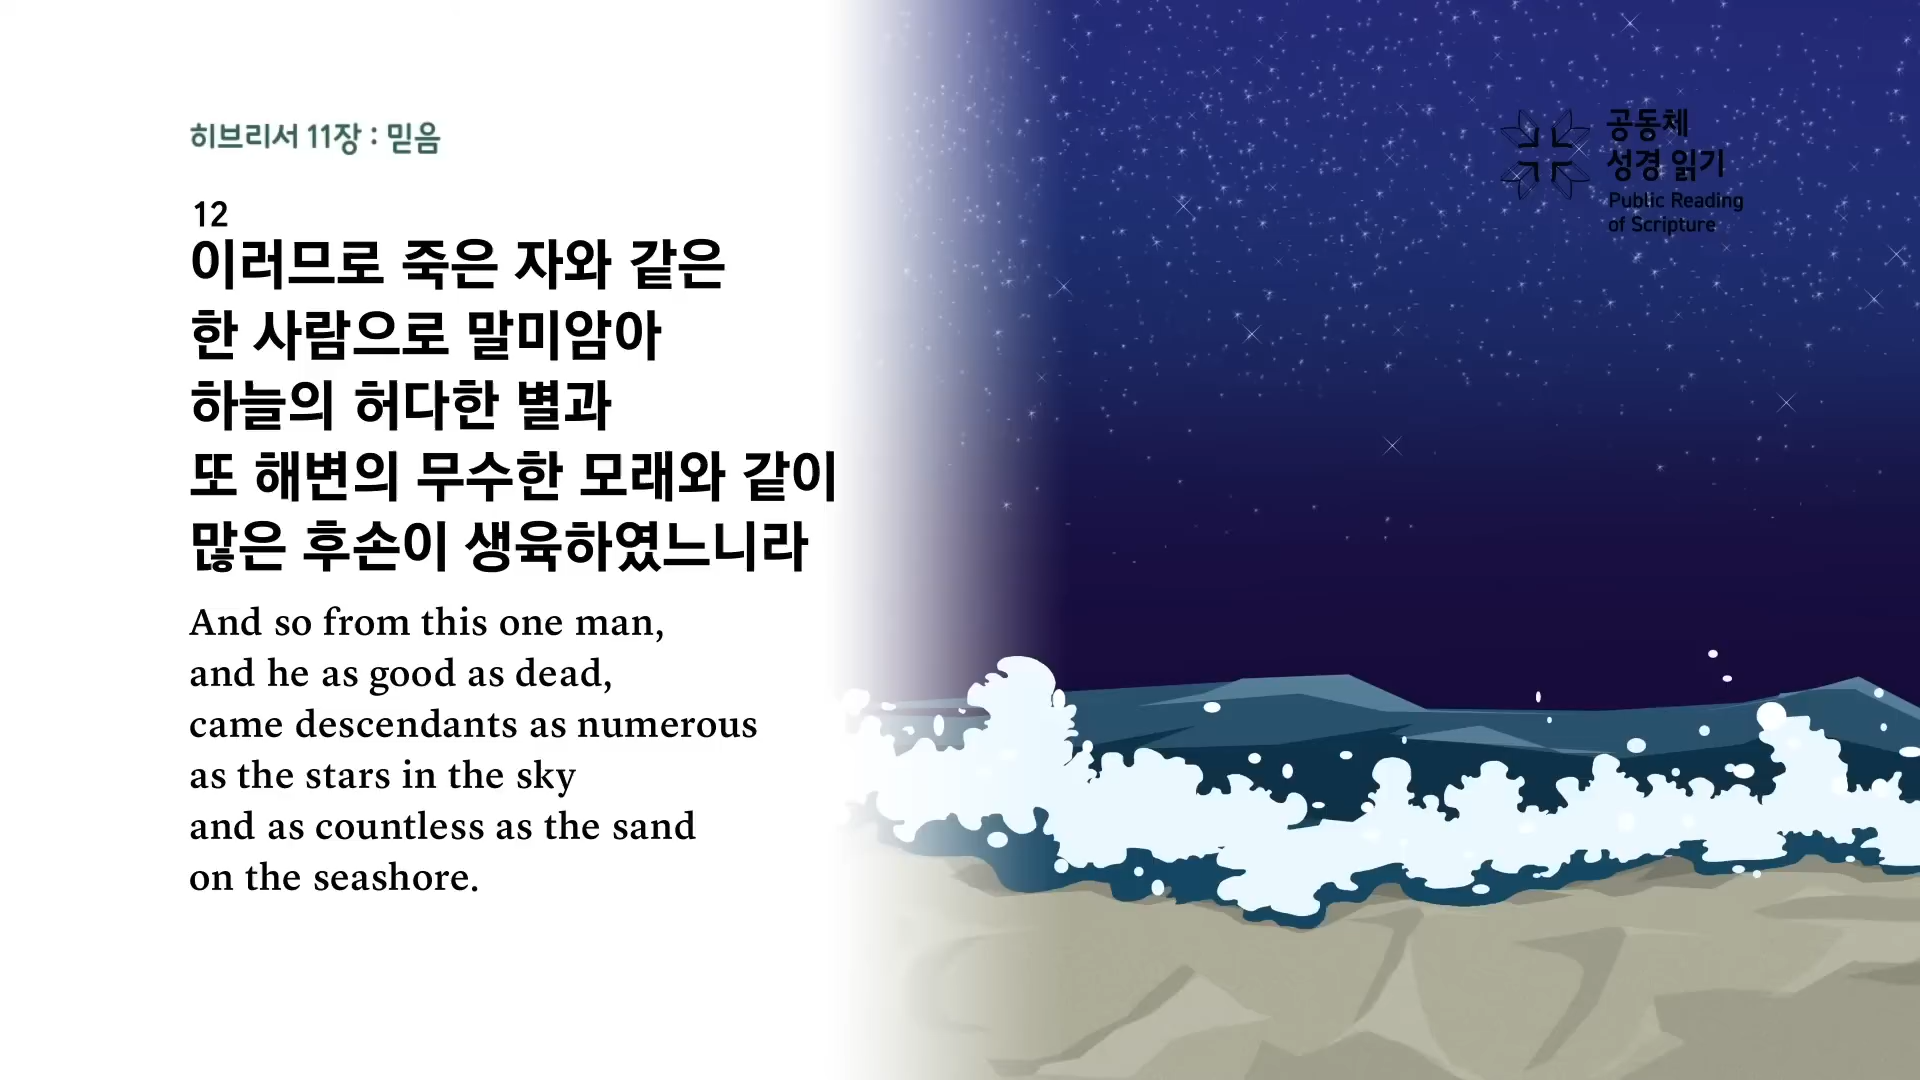 히브리서 11장 : 믿음
12
이러므로 죽은 자와 같은
한 사람으로 말미암아
하늘의 허다한 별과
또 해변의 무수한 모래와 같이
많은 후손이 생육하였느니라
And so from this one man,
and he as good as dead,
came descendants as numerous
as the stars in the sky
and as countless as the sand
on the seashore.
공동체
성경 읽기
Public Reading
of Scripture